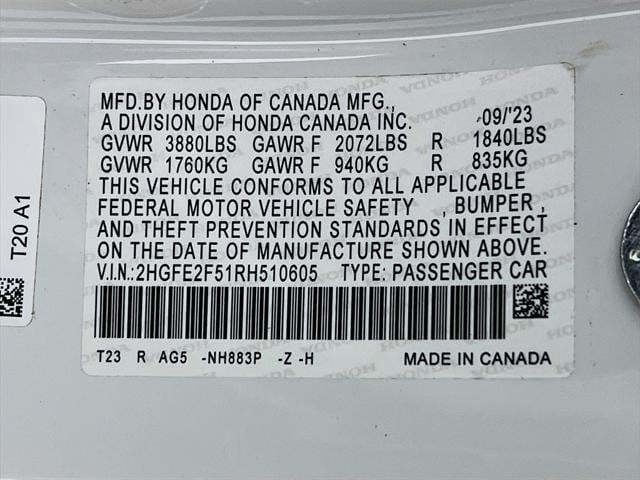 MFD.BY HONDA OF CANADA MFG.,
A DIVISION OF HONDA CANADA INC. 09/'23
GVWR 3880LBS GAWR F 2072LBS R 1840LBS
GVWR 1760KG GAWR F 940KG R 835KG
THIS VEHICLE CONFORMS TO ALL APPLICABLE
FEDERAL MOTOR VEHICLE SAFETY , BUMPER ,
AND THEFT PREVENTION STANDARDS IN EFFECT
ON THE DATE OF MANUFACTURE SHOWN ABOVE.
V.I.N.:2HGFE2F51RH510605 TYPE: PASSENGER CAR
T23 R AG5 -NH883P -Z -H MADE IN CANADA
T20 A1